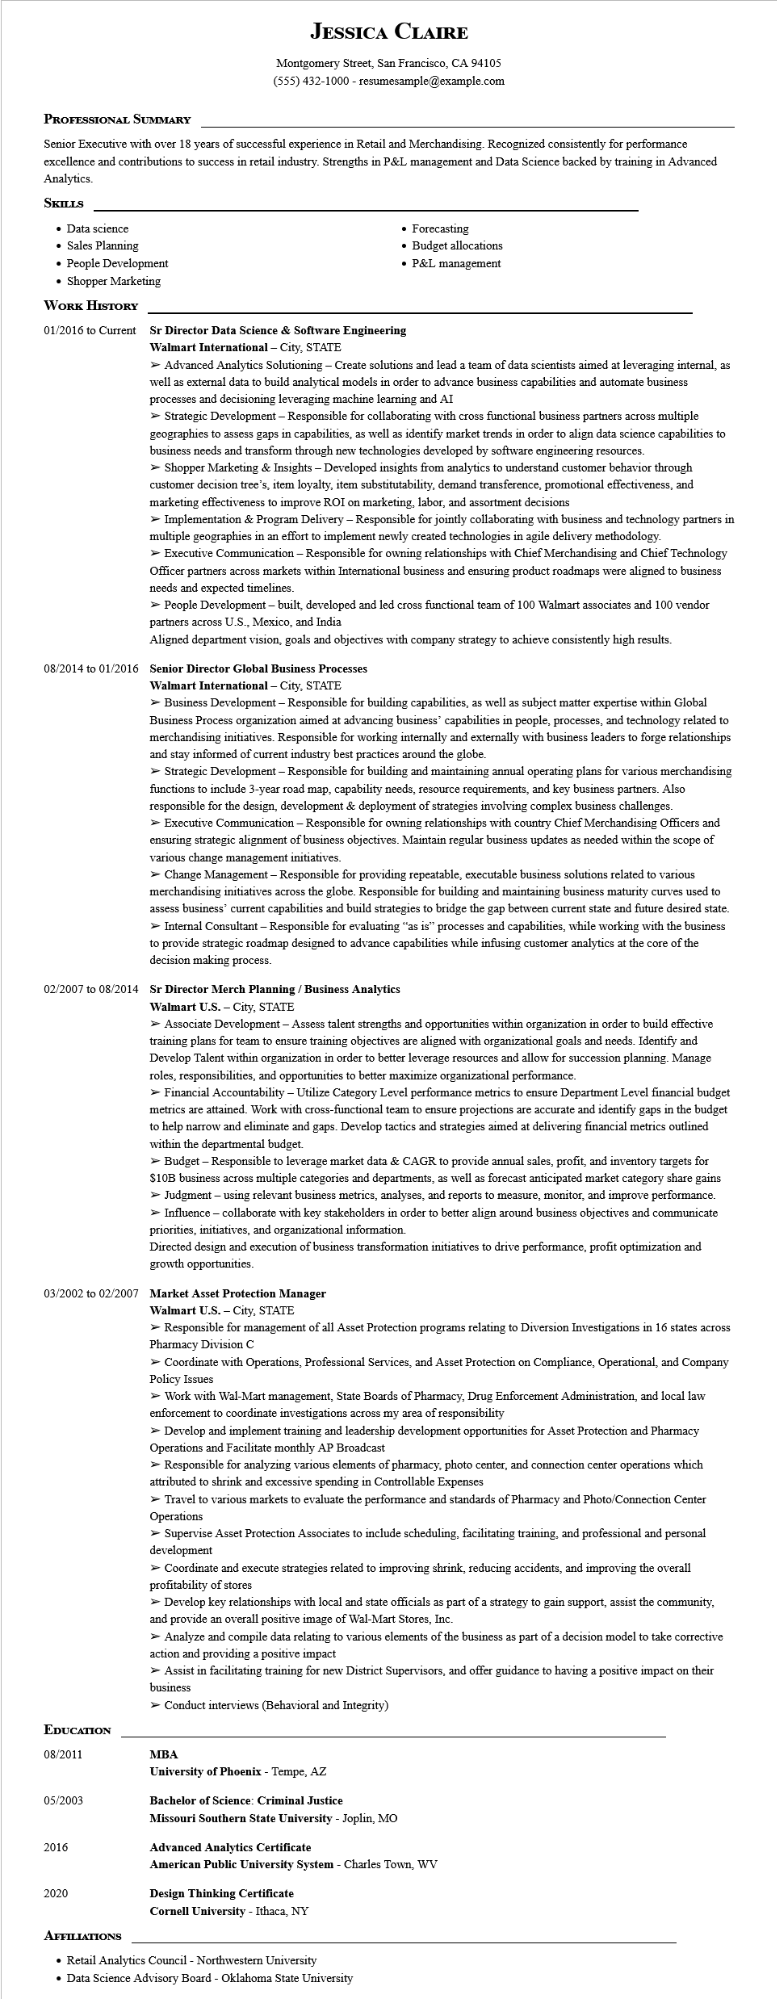 Jessica Claire
Montgomery Street, San Francisco, CA 94105
(555) 432-1000 - resumesample@example.com
Professional Summary
Senior Executive with over 18 years of successful experience in Retail and Merchandising. Recognized consistently for performance
excellence and contributions to success in retail industry. Strengths in P&L management and Data Science backed by training in Advanced
Analytics.
Skills
• Data science
• Sales Planning
• People Development
• Shopper Marketing
• Forecasting
• Budget allocations
• P&L management
Work History
01/2016 to Current Sr Director Data Science & Software Engineering
Walmart International – City, STATE
➢ Advanced Analytics Solutioning – Create solutions and lead a team of data scientists aimed at leveraging internal, as
well as external data to build analytical models in order to advance business capabilities and automate business
processes and decisioning leveraging machine learning and AI
➢ Strategic Development – Responsible for collaborating with cross functional business partners across multiple
geographies to assess gaps in capabilities, as well as identify market trends in order to align data science capabilities to
business needs and transform through new technologies developed by software engineering resources.
➢ Shopper Marketing & Insights – Developed insights from analytics to understand customer behavior through
customer decision tree's, item loyalty, item substitutability, demand transference, promotional effectiveness, and
marketing effectiveness to improve ROI on marketing, labor, and assortment decisions
➢ Implementation & Program Delivery – Responsible for jointly collaborating with business and technology partners in
multiple geographies in an effort to implement newly created technologies in agile delivery methodology.
➢ Executive Communication – Responsible for owning relationships with Chief Merchandising and Chief Technology
Officer partners across markets within International business and ensuring product roadmaps were aligned to business
needs and expected timelines.
➢ People Development – built, developed and led cross functional team of 100 Walmart associates and 100 vendor
partners across U.S., Mexico, and India
Aligned department vision, goals and objectives with company strategy to achieve consistently high results.
08/2014 to 01/2016 Senior Director Global Business Processes
Walmart International – City, STATE
➢ Business Development – Responsible for building capabilities, as well as subject matter expertise within Global
Business Process organization aimed at advancing business' capabilities in people, processes, and technology related to
merchandising initiatives. Responsible for working internally and externally with business leaders to forge relationships
and stay informed of current industry best practices around the globe.
➢ Strategic Development – Responsible for building and maintaining annual operating plans for various merchandising
functions to include 3-year road map, capability needs, resource requirements, and key business partners. Also
responsible for the design, development & deployment of strategies involving complex business challenges.
➢ Executive Communication – Responsible for owning relationships with country Chief Merchandising Officers and
ensuring strategic alignment of business objectives. Maintain regular business updates as needed within the scope of
various change management initiatives.
➢ Change Management – Responsible for providing repeatable, executable business solutions related to various
merchandising initiatives across the globe. Responsible for building and maintaining business maturity curves used to
assess business' current capabilities and build strategies to bridge the gap between current state and future desired state.
➢ Internal Consultant – Responsible for evaluating “as is” processes and capabilities, while working with the business
to provide strategic roadmap designed to advance capabilities while infusing customer analytics at the core of the
decision making process.
02/2007 to 08/2014 Sr Director Merch Planning / Business Analytics
Walmart U.S. – City, STATE
➢ Associate Development – Assess talent strengths and opportunities within organization in order to build effective
training plans for team to ensure training objectives are aligned with organizational goals and needs. Identify and
Develop Talent within organization in order to better leverage resources and allow for succession planning. Manage
roles, responsibilities, and opportunities to better maximize organizational performance.
➢ Financial Accountability – Utilize Category Level performance metrics to ensure Department Level financial budget
metrics are attained. Work with cross-functional team to ensure projections are accurate and identify gaps in the budget
to help narrow and eliminate and gaps. Develop tactics and strategies aimed at delivering financial metrics outlined
within the departmental budget.
➢ Budget – Responsible to leverage market data & CAGR to provide annual sales, profit, and inventory targets for
$10B business across multiple categories and departments, as well as forecast anticipated market category share gains
➢ Judgment – using relevant business metrics, analyses, and reports to measure, monitor, and improve performance.
➢ Influence – collaborate with key stakeholders in order to better align around business objectives and communicate
priorities, initiatives, and organizational information.
Directed design and execution of business transformation initiatives to drive performance, profit optimization and
growth opportunities.
03/2002 to 02/2007 Market Asset Protection Manager
Walmart U.S. – City, STATE
➢ Responsible for management of all Asset Protection programs relating to Diversion Investigations in 16 states across
Pharmacy Division C
➢ Coordinate with Operations, Professional Services, and Asset Protection on Compliance, Operational, and Company
Policy Issues
➢ Work with Wal-Mart management, State Boards of Pharmacy, Drug Enforcement Administration, and local law
enforcement to coordinate investigations across my area of responsibility
➢ Develop and implement training and leadership development opportunities for Asset Protection and Pharmacy
Operations and Facilitate monthly AP Broadcast
➢ Responsible for analyzing various elements of pharmacy, photo center, and connection center operations which
attributed to shrink and excessive spending in Controllable Expenses
➢ Travel to various markets to evaluate the performance and standards of Pharmacy and Photo/Connection Center
Operations
➢ Supervise Asset Protection Associates to include scheduling, facilitating training, and professional and personal
development
➢ Coordinate and execute strategies related to improving shrink, reducing accidents, and improving the overall
profitability of stores
➢ Develop key relationships with local and state officials as part of a strategy to gain support, assist the community,
and provide an overall positive image of Wal-Mart Stores, Inc.
➢ Analyze and compile data relating to various elements of the business as part of a decision model to take corrective
action and providing a positive impact
➢ Assist in facilitating training for new District Supervisors, and offer guidance to having a positive impact on their
business
➢ Conduct interviews (Behavioral and Integrity)
Education
08/2011 MBA
University of Phoenix - Tempe, AZ
05/2003 Bachelor of Science: Criminal Justice
Missouri Southern State University - Joplin, MO
2016 Advanced Analytics Certificate
American Public University System - Charles Town, WV
2020 Design Thinking Certificate
Cornell University - Ithaca, NY
Affiliations
• Retail Analytics Council - Northwestern University
• Data Science Advisory Board - Oklahoma State University